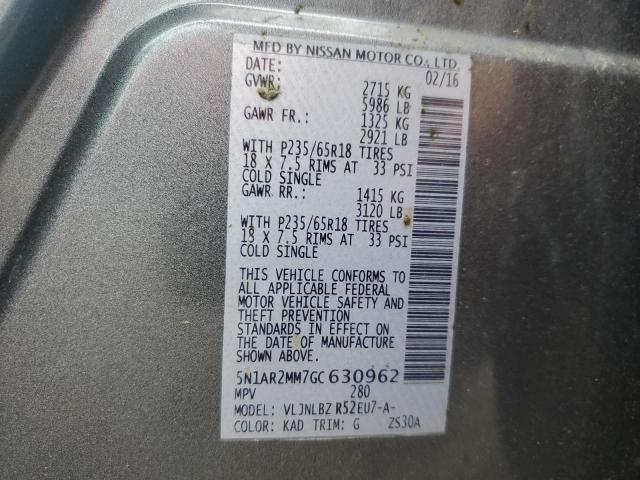 MFD BY NISSAN MOTOR CO., LTD.
DATE: 02/16
GVWR: 2715 KG
5986 LB
GAWR FR.: 1325 KG
2921 LB
WITH P235/65R18 TIRES
18 X 7.5 RIMS AT 33 PSI
COLD SINGLE
GAWR RR.: 1415 KG
3120 LB
WITH P235/65R18 TIRES
18 X 7.5 RIMS AT 33 PSI
COLD SINGLE
THIS VEHICLE CONFORMS TO
ALL APPLICABLE FEDERAL
MOTOR VEHICLE SAFETY AND
THEFT PREVENTION
STANDARDS IN EFFECT ON
THE DATE OF MANUFACTURE
SHOWN ABOVE.
5N1AR2MM7GC 630962
MPV 280
MODEL: VLJNLBZ R52EU7-A-
COLOR: KAD TRIM: G ZS30A